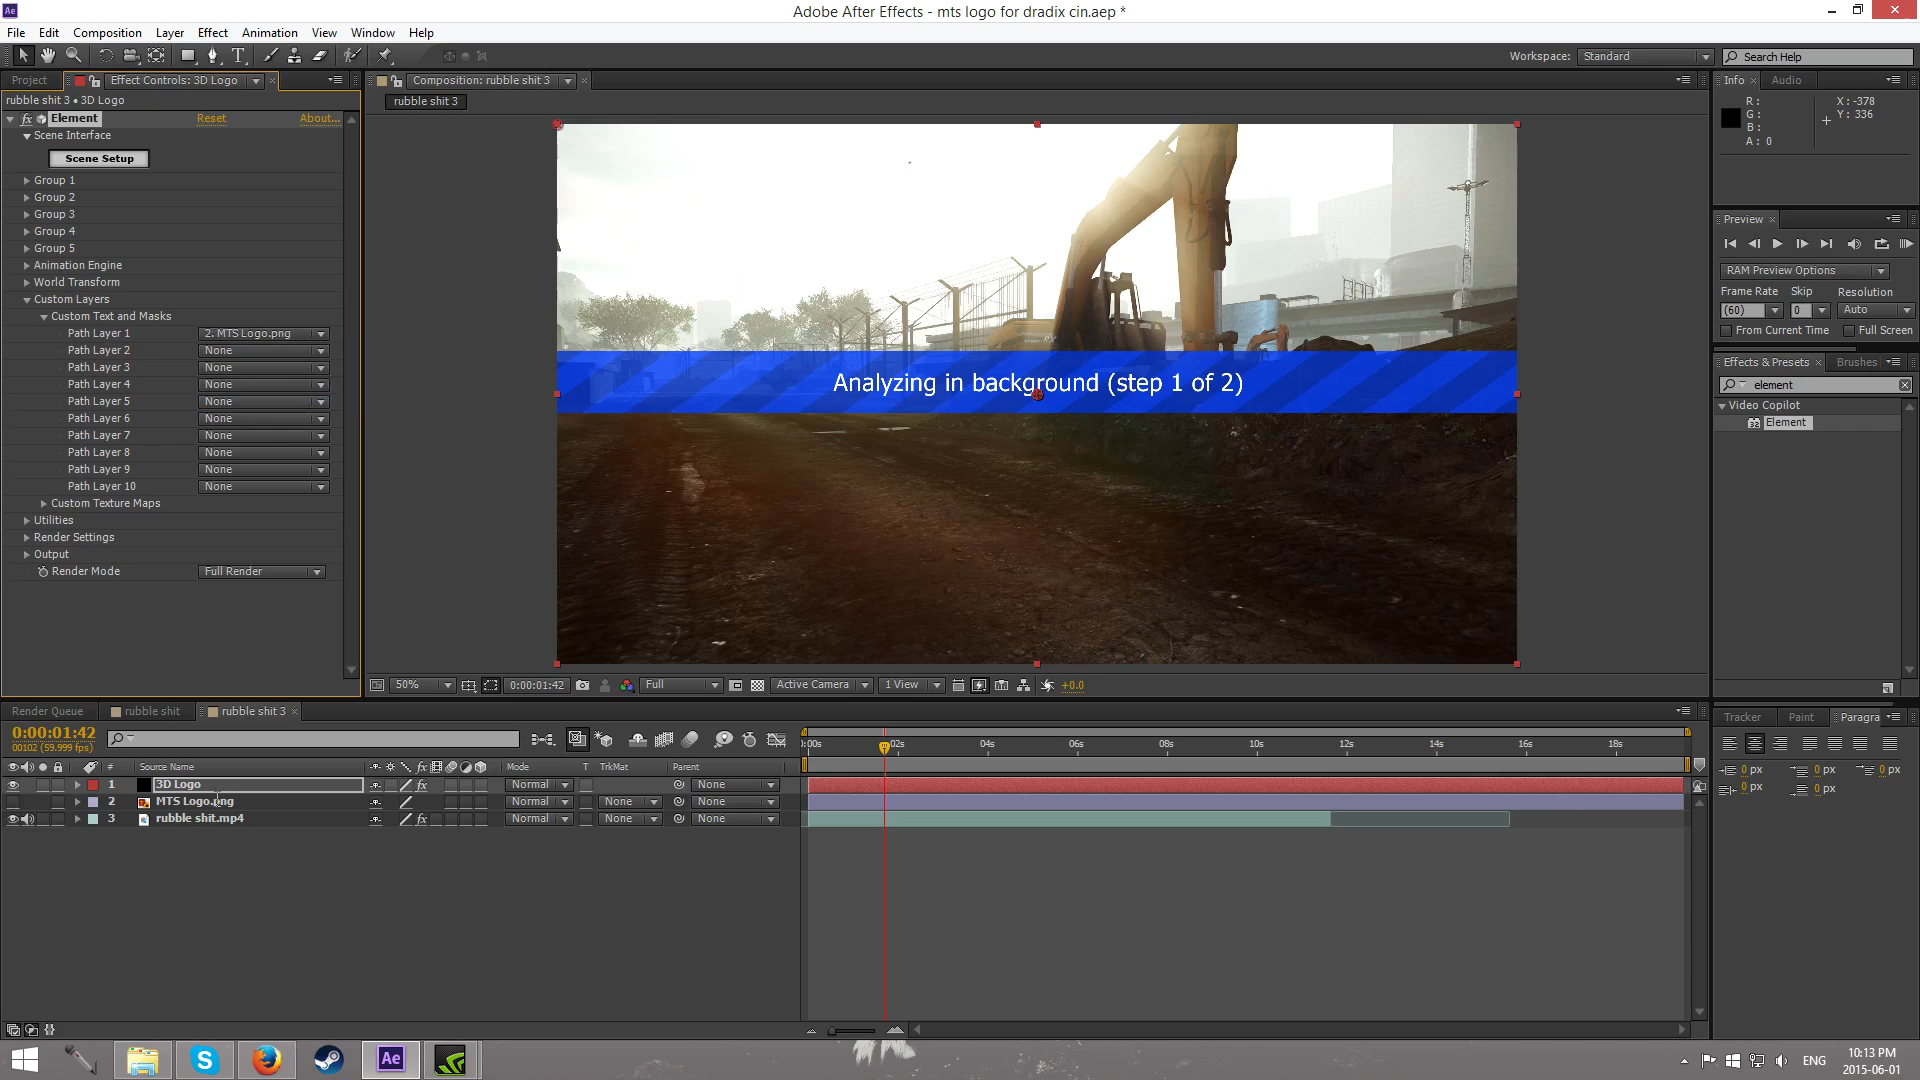 Adobe After Effects - mts logo for dradix cin.aep *
File Edit Composition Layer Effect Animation View Window Help
Workspace: Standard Search Help
Project Effect Controls: 3D Logo Composition: rubble shit 3 Info Audio
rubble shit 3 • 3D Logo
rubble shit 3
R: X: -378
G: Y: 336
B:
A: 0
fx Element Reset About...
Scene Interface
Scene Setup
Group 1
Group 2
Group 3
Group 4
Group 5
Animation Engine
World Transform
Custom Layers
Custom Text and Masks
Path Layer 1 2. MTS Logo.png
Path Layer 2 None
Path Layer 3 None
Path Layer 4 None
Path Layer 5 None
Path Layer 6 None
Path Layer 7 None
Path Layer 8 None
Path Layer 9 None
Path Layer 10 None
Custom Texture Maps
Utilities
Render Settings
Output
Render Mode Full Render
Analyzing in background (step 1 of 2)
Preview
RAM Preview Options
Frame Rate Skip Resolution
(60) 0 Auto
From Current Time Full Screen
Effects & Presets Brushes
element
Video Copilot
32 Element
50% 0:00:01:42 Full Active Camera 1 View +0.0
Render Queue rubble shit rubble shit 3
0:00:01:42
00102 (59.999 fps)
# Source Name Mode T TrkMat Parent
:00s 02s 04s 06s 08s 10s 12s 14s 16s 18s
1 3D Logo fx Normal None
2 MTS Logo.png Normal None None
3 rubble shit.mp4 fx Normal None None
Tracker Paint Paragra
0 px 0 px 0 px
0 px 0 px
Ae
ENG
10:13 PM
2015-06-01